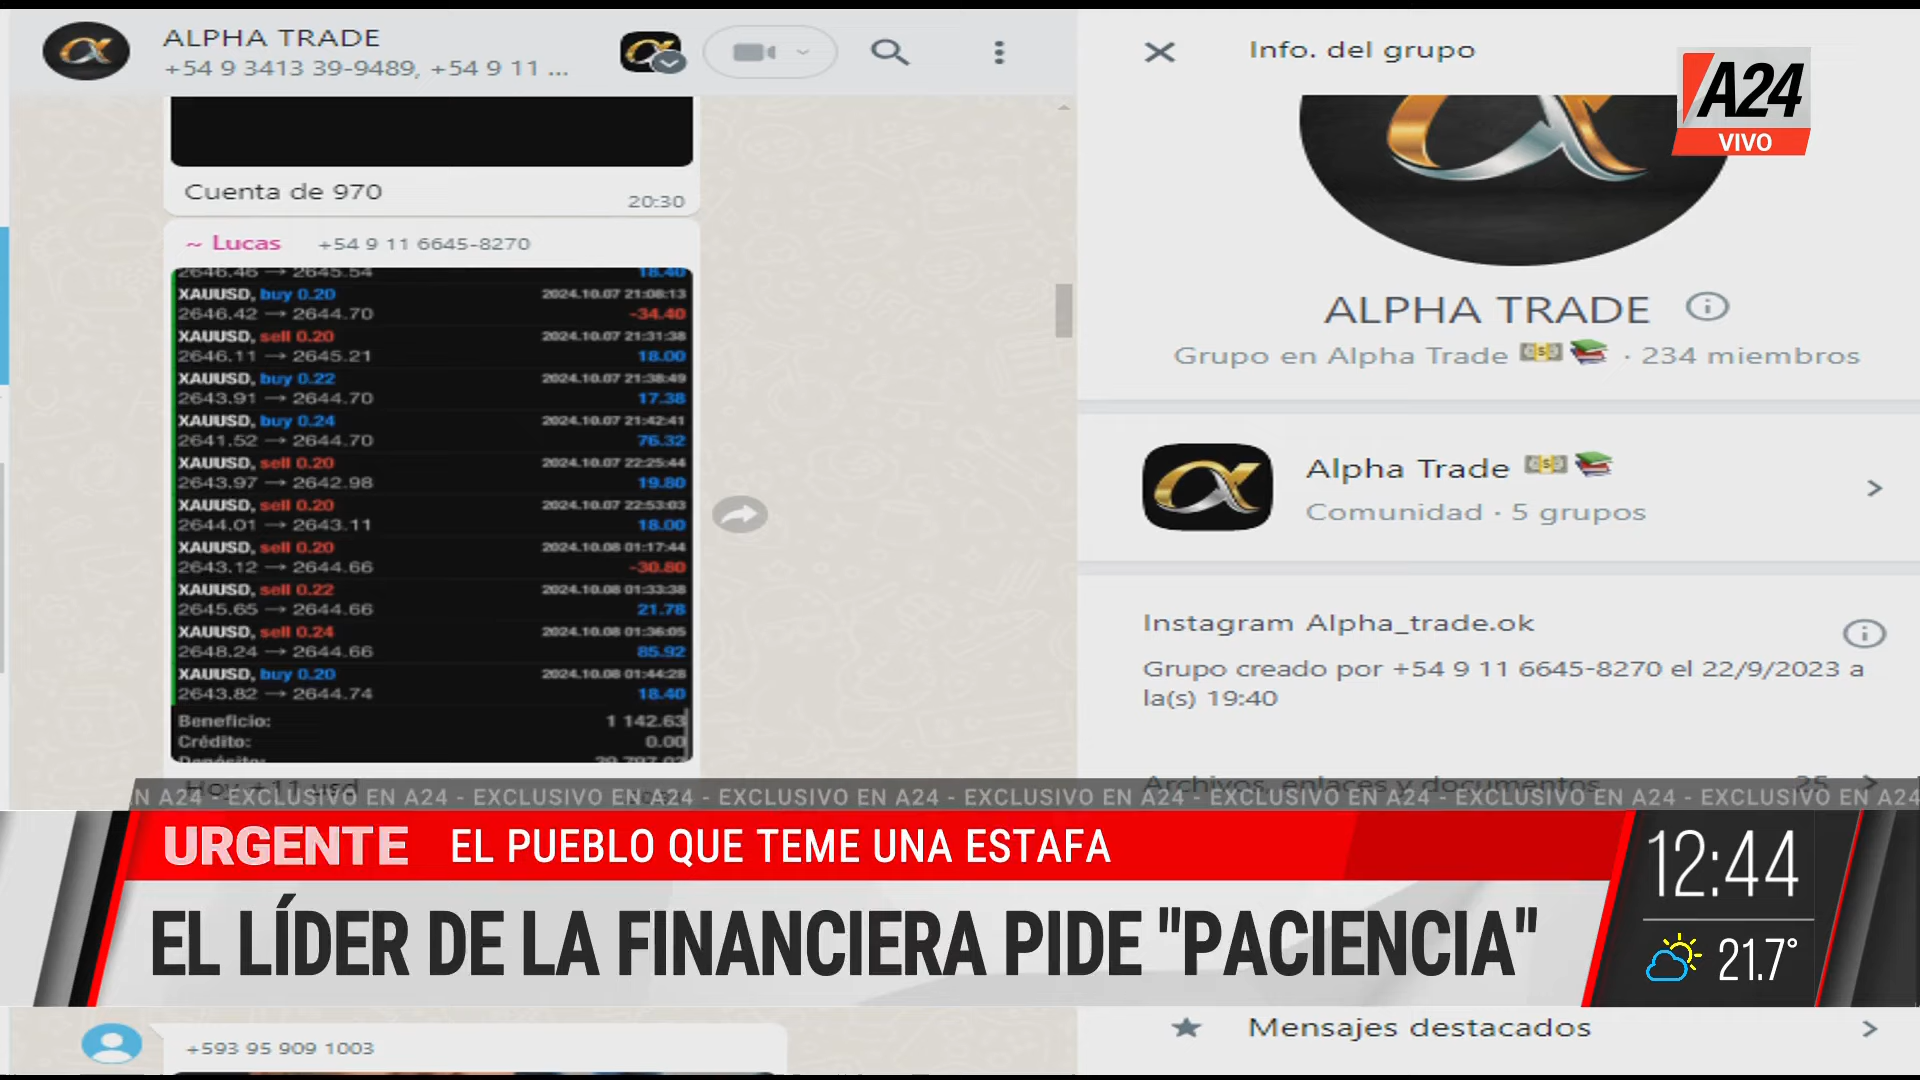 ALPHA TRADE
+54 9 3413 39-9489, +54 9 11 ...
Cuenta de 970
20:30
~ Lucas +54 9 11 6645-8270
2646.46 → 2645.54 18.40
XAUUSD, buy 0.20 2024.10.07 21:08:13
2646.42 → 2644.70 -34.40
XAUUSD, sell 0.20 2024.10.07 21:31:38
2646.11 → 2645.21 18.00
XAUUSD, buy 0.22 2024.10.07 21:38:49
2643.91 → 2644.70 17.38
XAUUSD, buy 0.24 2024.10.07 21:42:41
2641.52 → 2644.70 76.32
XAUUSD, sell 0.20 2024.10.07 22:25:44
2643.97 → 2642.98 19.80
XAUUSD, sell 0.20 2024.10.07 22:53:03
2644.01 → 2643.11 18.00
XAUUSD, sell 0.20 2024.10.08 01:17:44
2643.12 → 2644.66 -30.80
XAUUSD, sell 0.22 2024.10.08 01:33:38
2645.65 → 2644.66 21.78
XAUUSD, sell 0.24 2024.10.08 01:36:05
2648.24 → 2644.66 85.92
XAUUSD, buy 0.20 2024.10.08 01:44:28
2643.82 → 2644.74 18.40
Beneficio: 1 142.63
Crédito: 0.00
Hoy +11 usd
+593 95 909 1003
Info. del grupo
A24
VIVO
ALPHA TRADE
Grupo en Alpha Trade 💵📚 · 234 miembros
Alpha Trade 💵📚
Comunidad · 5 grupos
Instagram Alpha_trade.ok
Grupo creado por +54 9 11 6645-8270 el 22/9/2023 a
la(s) 19:40
Archivos, enlaces y documentos 25
Mensajes destacados
N A24 - EXCLUSIVO EN A24 - EXCLUSIVO EN A24 - EXCLUSIVO EN A24 - EXCLUSIVO EN A24 - EXCLUSIVO EN A24 - EXCLUSIVO EN A24 - EXCLUSIVO EN A24
URGENTE EL PUEBLO QUE TEME UNA ESTAFA
EL LÍDER DE LA FINANCIERA PIDE "PACIENCIA"
12:44
21.7°